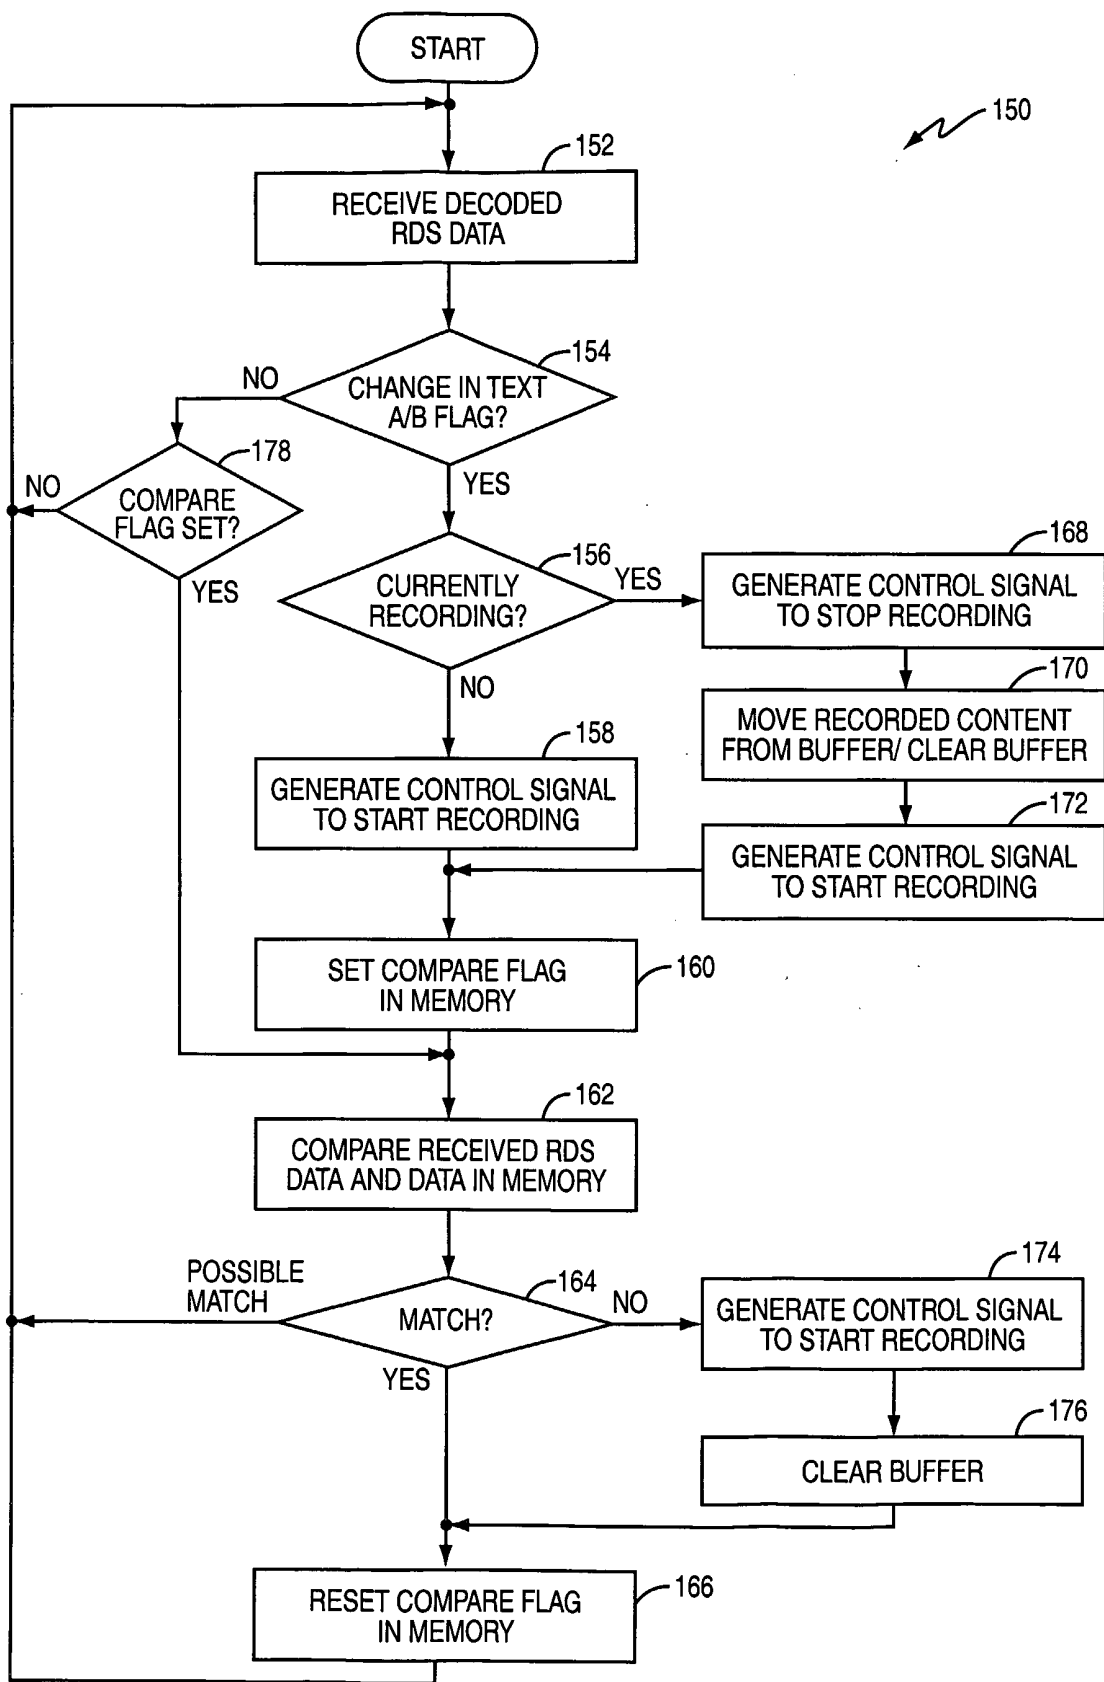 START
150
152
RECEIVE DECODED
RDS DATA
154
NO
CHANGE IN TEXT
A/B FLAG?
178
YES
NO
COMPARE
FLAG SET?
YES
156
168
YES
CURRENTLY
RECORDING?
GENERATE CONTROL SIGNAL
TO STOP RECORDING
NO
170
MOVE RECORDED CONTENT
FROM BUFFER/ CLEAR BUFFER
158
GENERATE CONTROL SIGNAL
TO START RECORDING
172
GENERATE CONTROL SIGNAL
TO START RECORDING
SET COMPARE FLAG
IN MEMORY
160
162
COMPARE RECEIVED RDS
DATA AND DATA IN MEMORY
POSSIBLE
MATCH
164
174
MATCH?
NO
GENERATE CONTROL SIGNAL
TO START RECORDING
YES
176
CLEAR BUFFER
RESET COMPARE FLAG
IN MEMORY
166